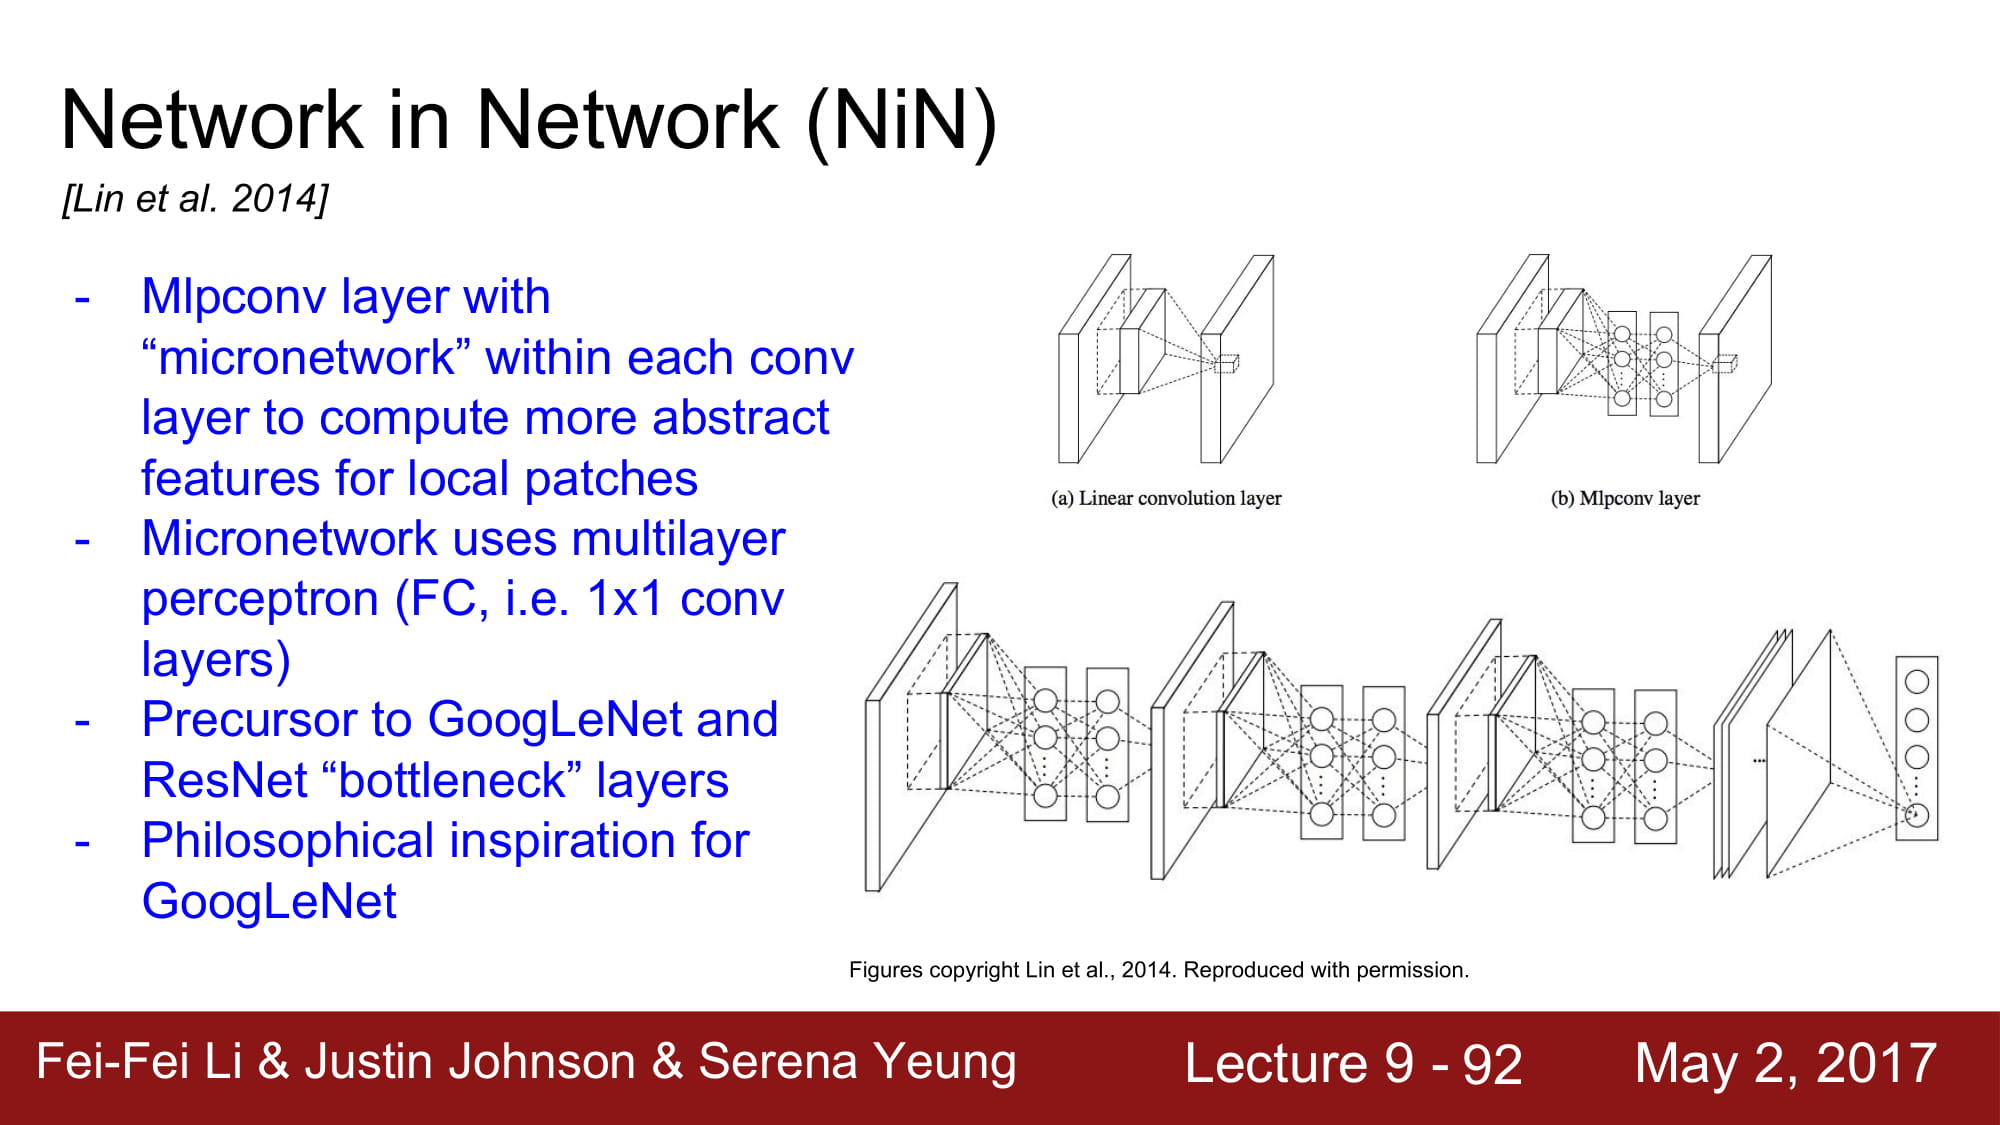 Network in Network (NiN)
[Lin et al. 2014]
- Mlpconv layer with
“micronetwork” within each conv
layer to compute more abstract
features for local patches
- Micronetwork uses multilayer
perceptron (FC, i.e. 1x1 conv
layers)
- Precursor to GoogLeNet and
ResNet “bottleneck” layers
- Philosophical inspiration for
GoogLeNet
(a) Linear convolution layer
(b) Mlpconv layer
Figures copyright Lin et al., 2014. Reproduced with permission.
Fei-Fei Li & Justin Johnson & Serena Yeung
Lecture 9 - 92
May 2, 2017